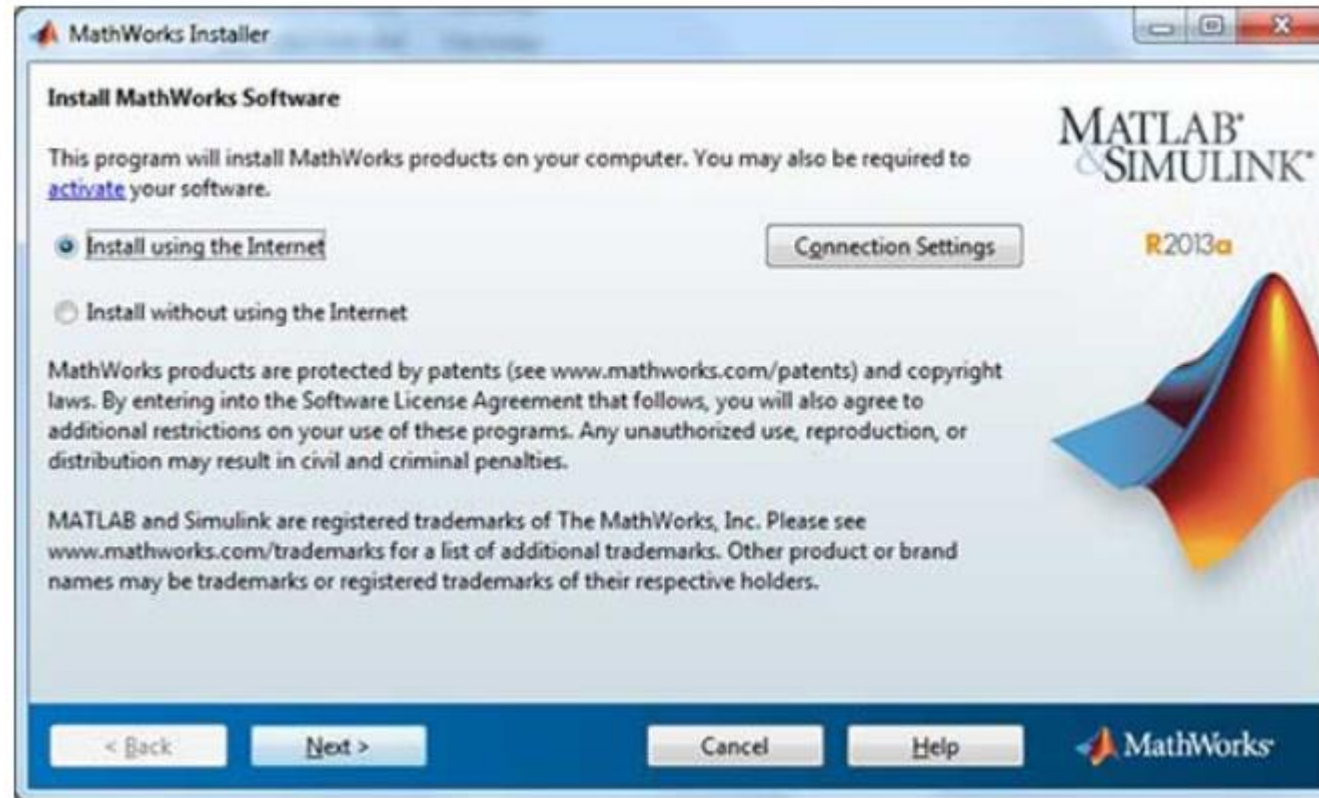 MathWorks Installer
Install MathWorks Software
This program will install MathWorks products on your computer. You may also be required to
activate your software.
Install using the Internet
Connection Settings
Install without using the Internet
MathWorks products are protected by patents (see www.mathworks.com/patents) and copyright
laws. By entering into the Software License Agreement that follows, you will also agree to
additional restrictions on your use of these programs. Any unauthorized use, reproduction, or
distribution may result in civil and criminal penalties.
MATLAB and Simulink are registered trademarks of The MathWorks, Inc. Please see
www.mathworks.com/trademarks for a list of additional trademarks. Other product or brand
names may be trademarks or registered trademarks of their respective holders.
MATLAB®
&SIMULINK®
R2013a
< Back
Next >
Cancel
Help
MathWorks®